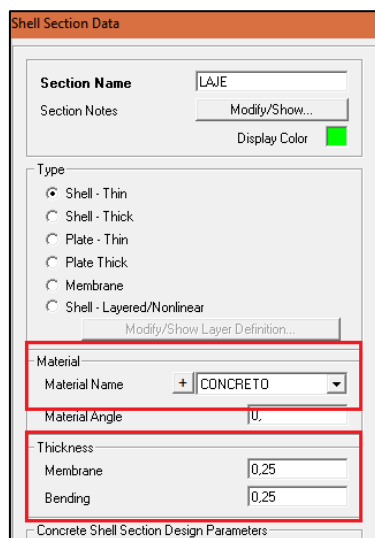 Shell Section Data
Section Name LAJE
Section Notes Modify/Show...
Display Color
Type
Shell - Thin
Shell - Thick
Plate - Thin
Plate Thick
Membrane
Shell - Layered/Nonlinear
Modify/Show Layer Definition...
Material
Material Name + CONCRETO
Material Angle 0,
Thickness
Membrane 0,25
Bending 0,25
Concrete Shell Section Design Parameters